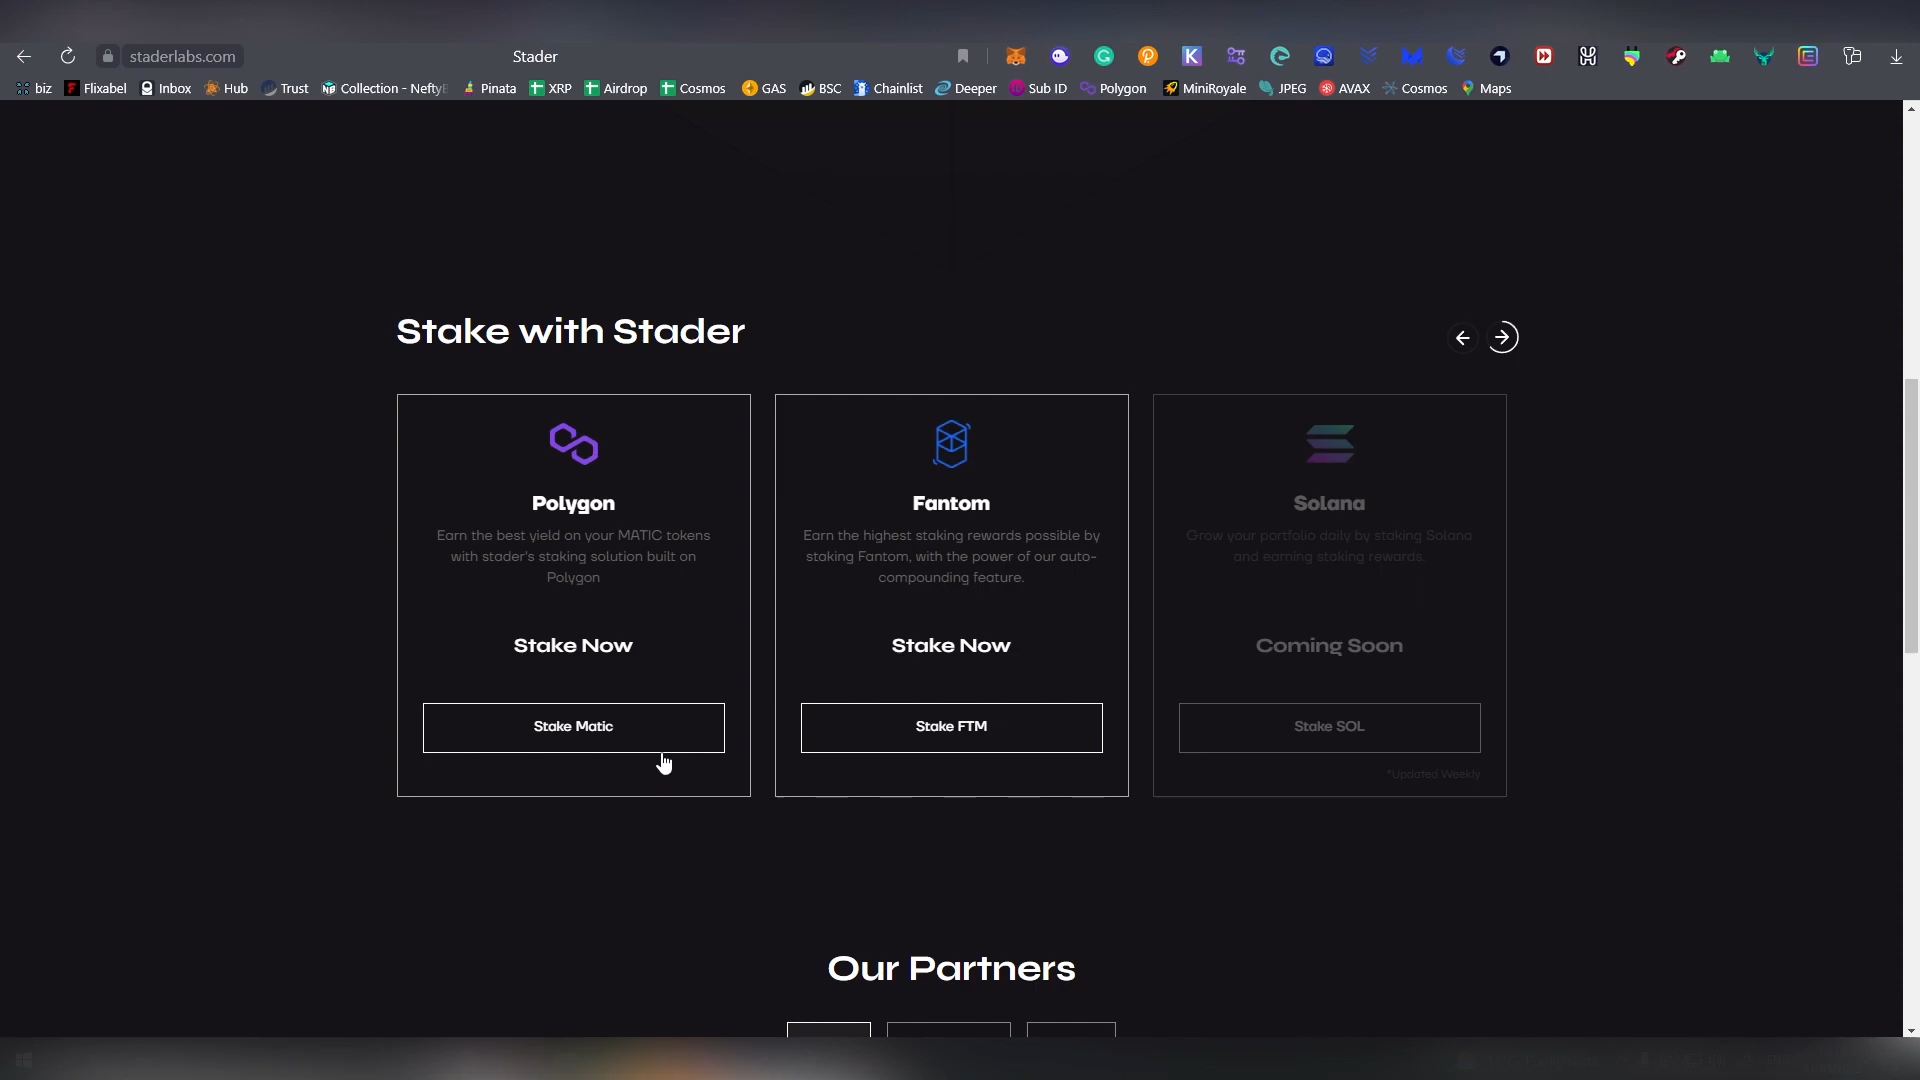 staderlabs.com
Stader
biz Flixabel Inbox Hub Trust Collection - Nefty Pinata XRP Airdrop Cosmos GAS BSC Chainlist Deeper Sub ID Polygon MiniRoyale JPEG AVAX Cosmos Maps
Stake with Stader
Polygon
Earn the best yield on your MATIC tokens
with stader's staking solution built on
Polygon
Stake Now
Stake Matic
Fantom
Earn the highest staking rewards possible by
staking Fantom, with the power of our auto-
compounding feature.
Stake Now
Stake FTM
Solana
Grow your portfolio daily by staking Solana
and earning staking rewards.
Coming Soon
Stake SOL
*Updated Weekly
Our Partners